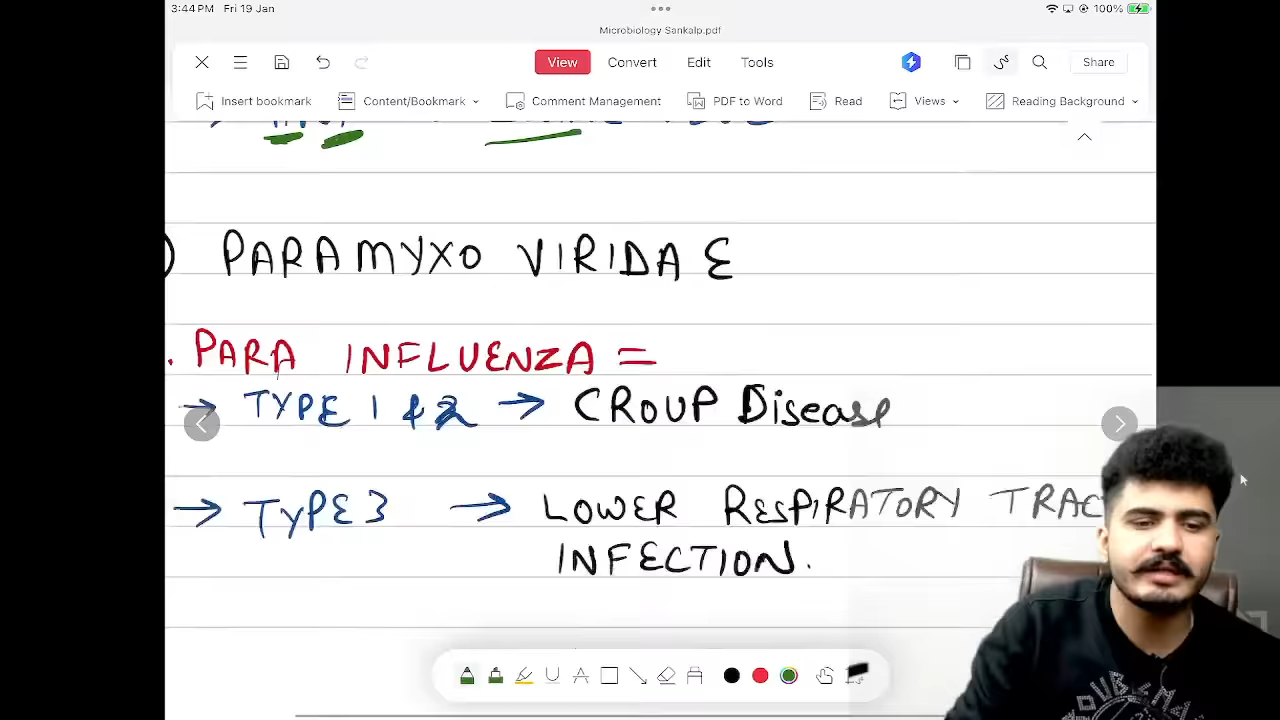 3:44 PM Fri 19 Jan
100%
Microbiology Sankalp.pdf
View Convert Edit Tools
Share
Insert bookmark Content/Bookmark Comment Management PDF to Word Read Views Reading Background
) PARAMYXO VIRIDAE
. PARA INFLUENZA =
→ TYPE 1 & 2 → CROUP Disease
→ TYPE 3 → LOWER RESPIRATORY TRAC
INFECTION.